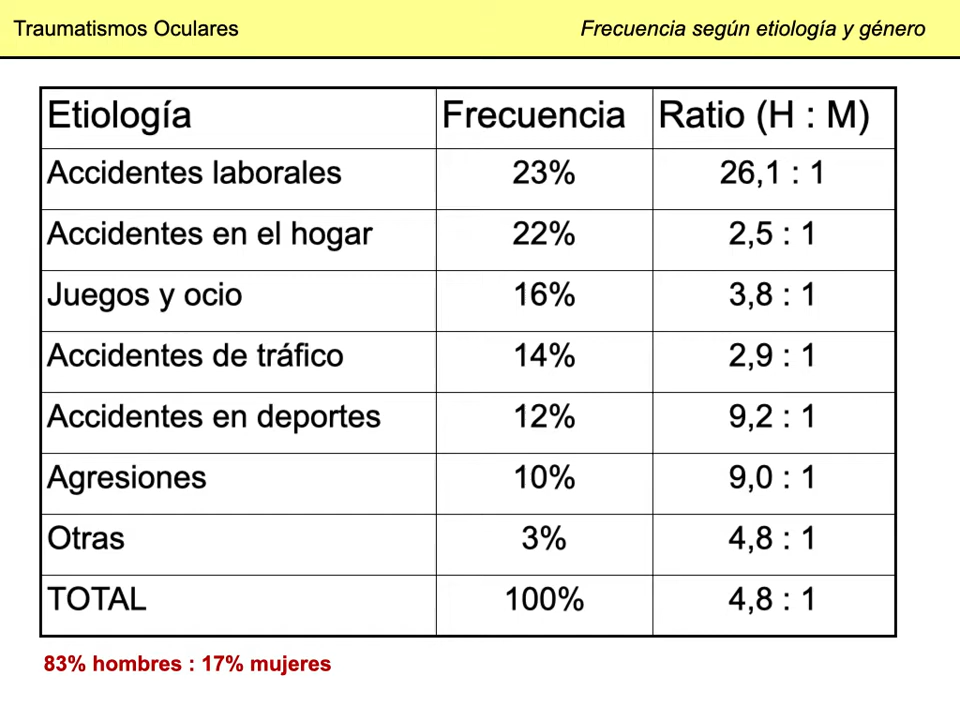 Traumatismos Oculares
Frecuencia según etiología y género
Etiología Frecuencia Ratio (H : M)
Accidentes laborales 23% 26,1 : 1
Accidentes en el hogar 22% 2,5 : 1
Juegos y ocio 16% 3,8 : 1
Accidentes de tráfico 14% 2,9 : 1
Accidentes en deportes 12% 9,2 : 1
Agresiones 10% 9,0 : 1
Otras 3% 4,8 : 1
TOTAL 100% 4,8 : 1
83% hombres : 17% mujeres